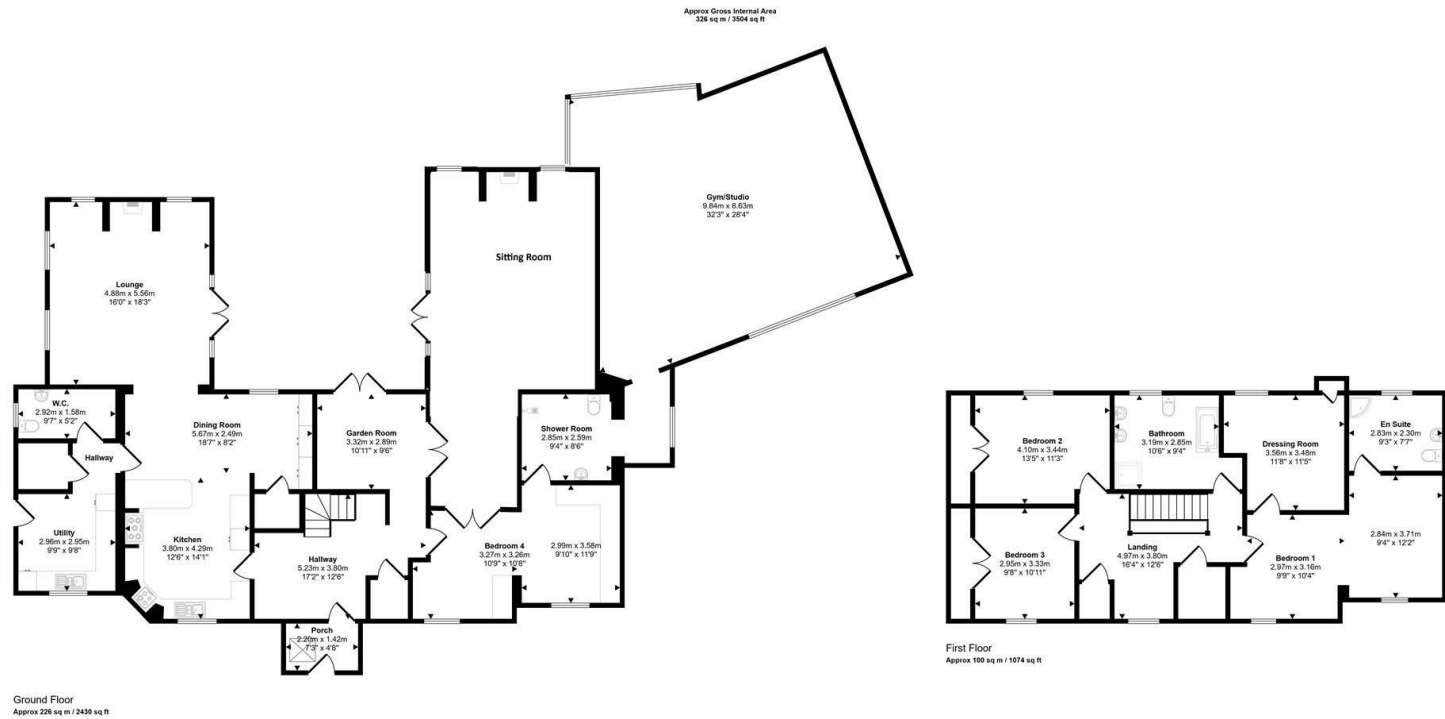 Approx Gross Internal Area
326 sq m / 3504 sq ft
Gym/Studio
9.84m x 8.63m
32'3" x 28'4"
Sitting Room
Lounge
4.88m x 5.56m
16'0" x 18'3"
W.C.
2.92m x 1.58m
9'7" x 5'2"
Hallway
Dining Room
5.67m x 2.49m
18'7" x 8'2"
Garden Room
3.32m x 2.89m
10'11" x 9'6"
Shower Room
2.85m x 2.59m
9'4" x 8'6"
Utility
2.96m x 2.95m
9'9" x 9'8"
Kitchen
3.80m x 4.29m
12'6" x 14'1"
Hallway
5.23m x 3.80m
17'2" x 12'6"
Bedroom 4
3.27m x 3.26m
10'9" x 10'8"
2.99m x 3.58m
9'10" x 11'9"
Porch
2.20m x 1.42m
7'3" x 4'8"
Ground Floor
Approx 226 sq m / 2430 sq ft
Bedroom 2
4.10m x 3.44m
13'5" x 11'3"
Bathroom
3.19m x 2.85m
10'6" x 9'4"
Dressing Room
3.56m x 3.48m
11'8" x 11'5"
En Suite
2.83m x 2.30m
9'3" x 7'7"
Bedroom 3
2.95m x 3.33m
9'8" x 10'11"
Landing
4.97m x 3.80m
16'4" x 12'6"
Bedroom 1
2.97m x 3.16m
9'9" x 10'4"
2.84m x 3.71m
9'4" x 12'2"
First Floor
Approx 100 sq m / 1074 sq ft